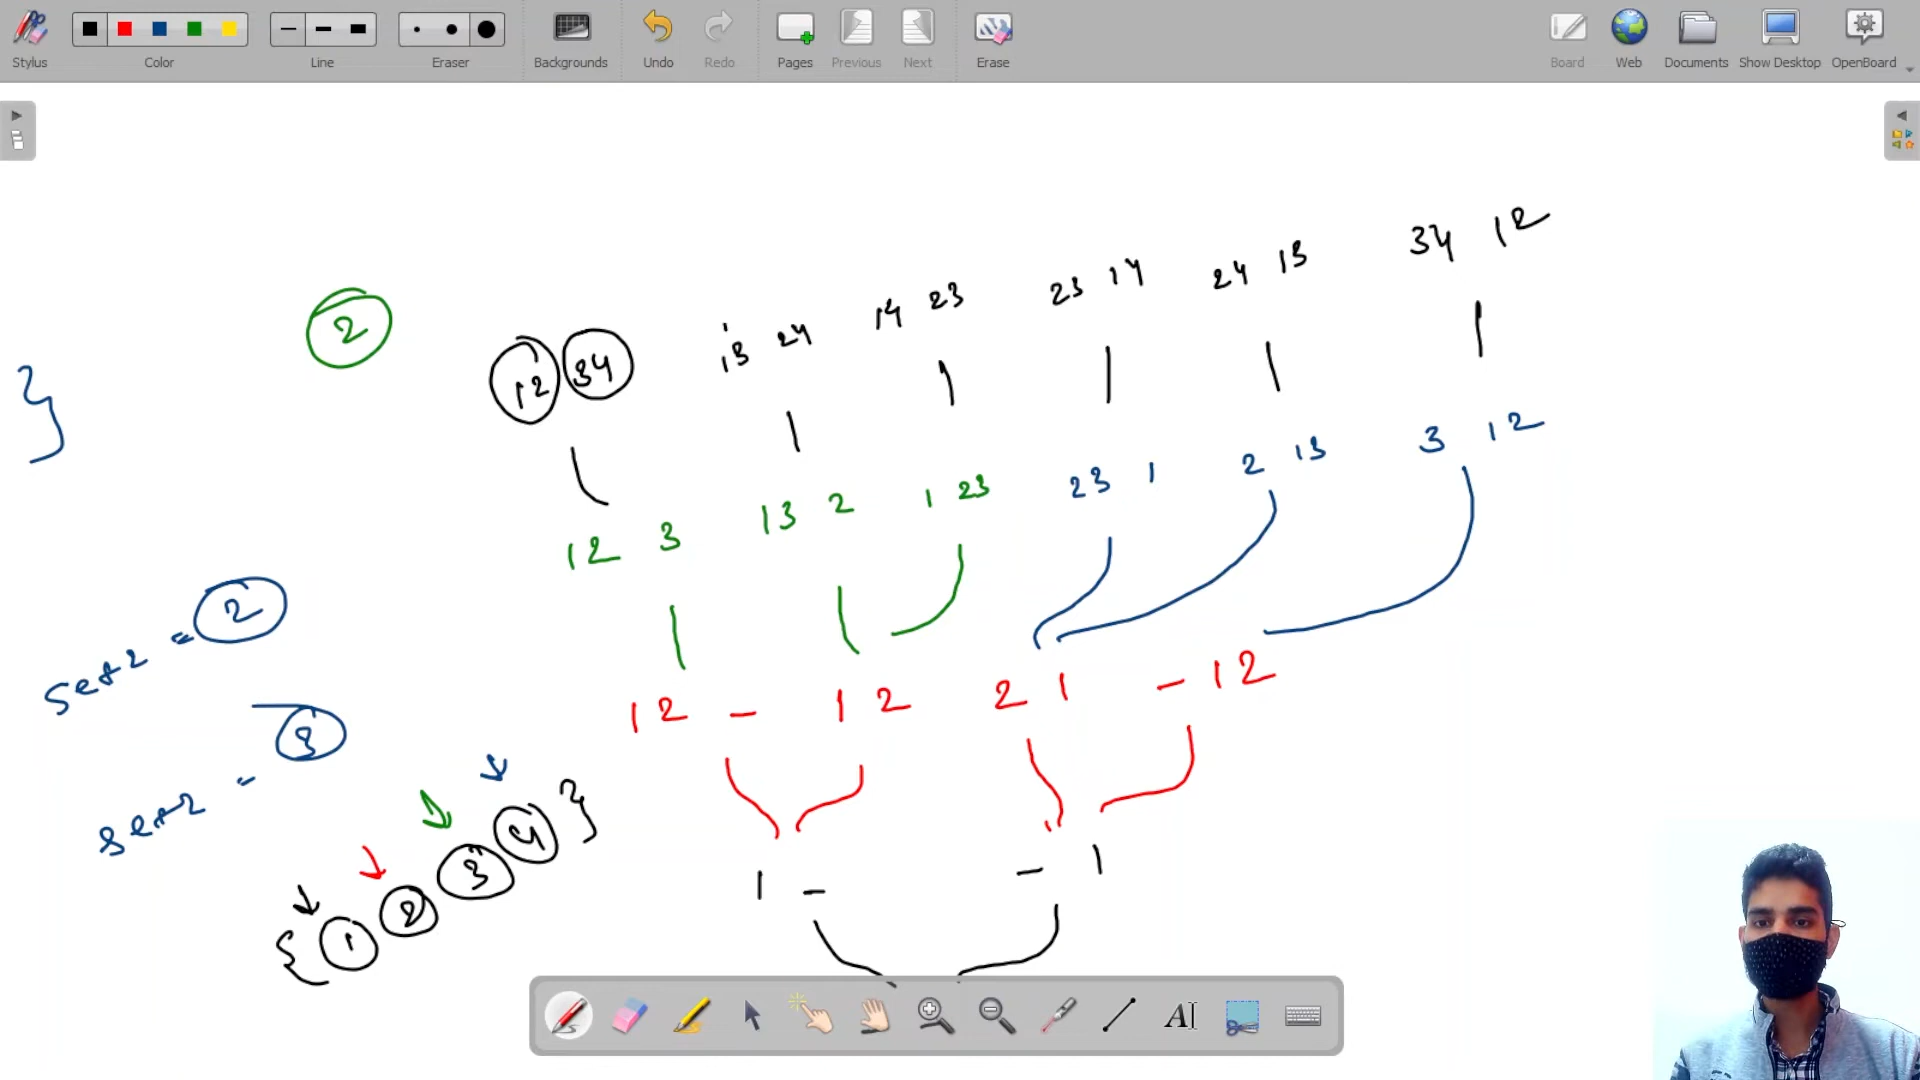 Stylus Color Line Eraser Backgrounds Undo Redo Pages Previous Next Erase Board Web Documents Show Desktop OpenBoard
2
12 34 13 24 14 23 23 14 24 13 34 12
}
12 3 13 2 1 23 23 1 2 13 3 12
set2 = 2
12 - 1 2 2 1 - 12
set2 = 3
1 - - 1
{ 1 2 3 4 }